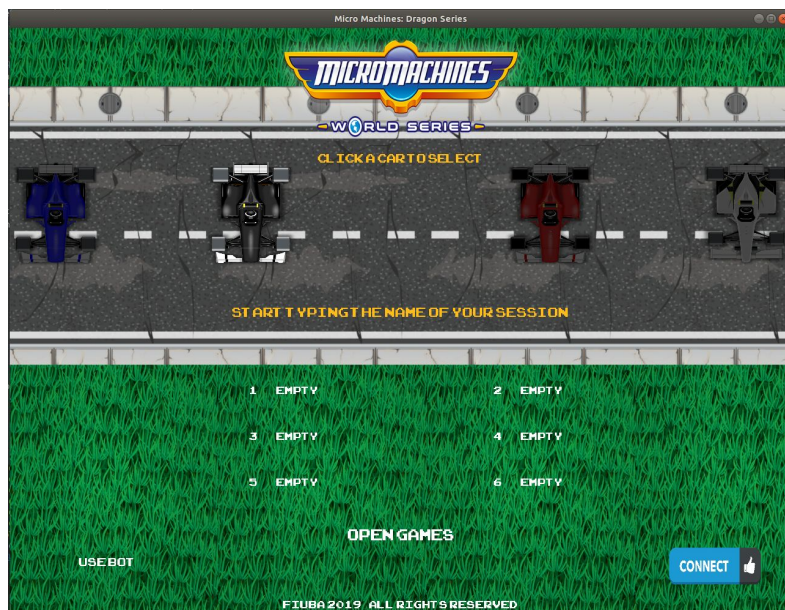 Micro Machines: Dragon Series
MICROMACHINES
WORLD SERIES
CLICK A CAR TO SELECT
START TYPING THE NAME OF YOUR SESSION
1 EMPTY 2 EMPTY
3 EMPTY 4 EMPTY
5 EMPTY 6 EMPTY
OPEN GAMES
USE BOT
CONNECT
FIUBA 2019 ALL RIGHTS RESERVED